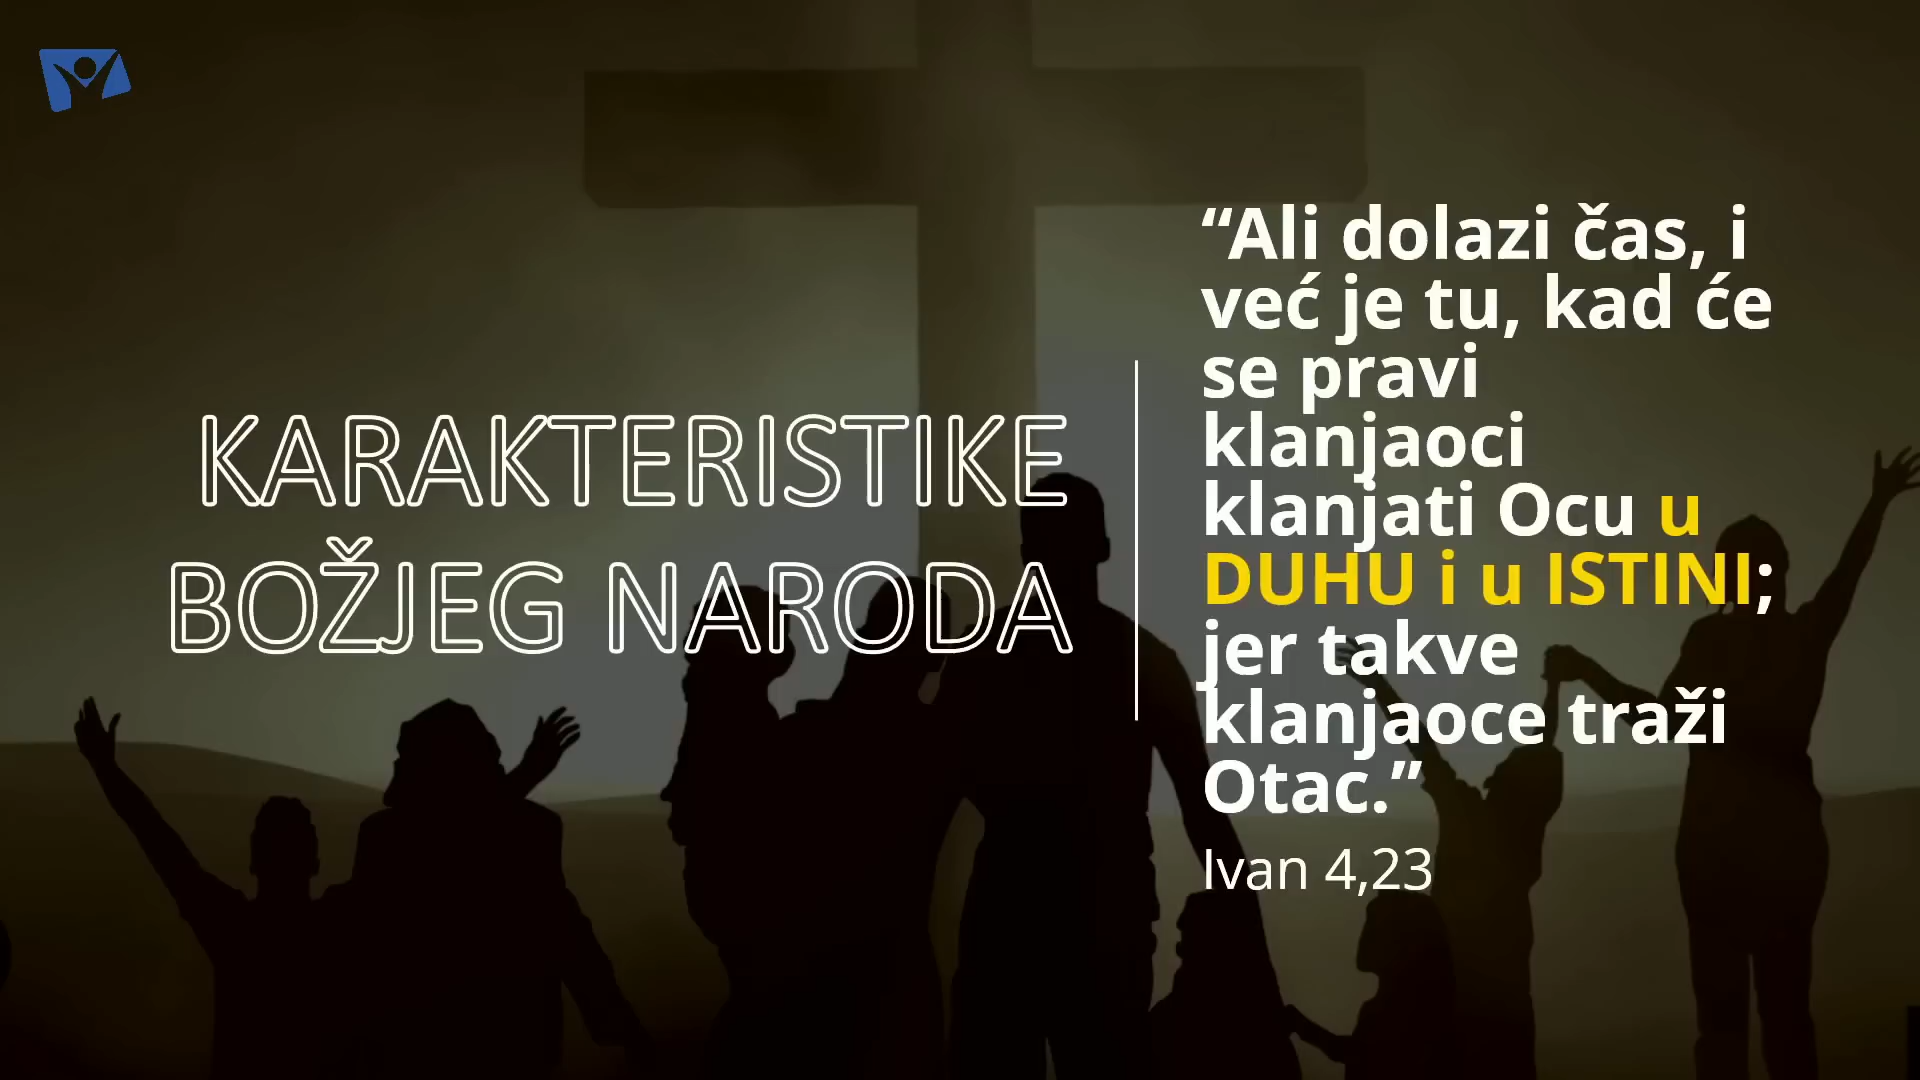 KARAKTERISTIKE
BOŽJEG NARODA
“Ali dolazi čas, i
već je tu, kad će
se pravi
klanjaoci
klanjati Ocu u
DUHU i u ISTINI;
jer takve
klanjaoce traži
Otac.”
Ivan 4,23